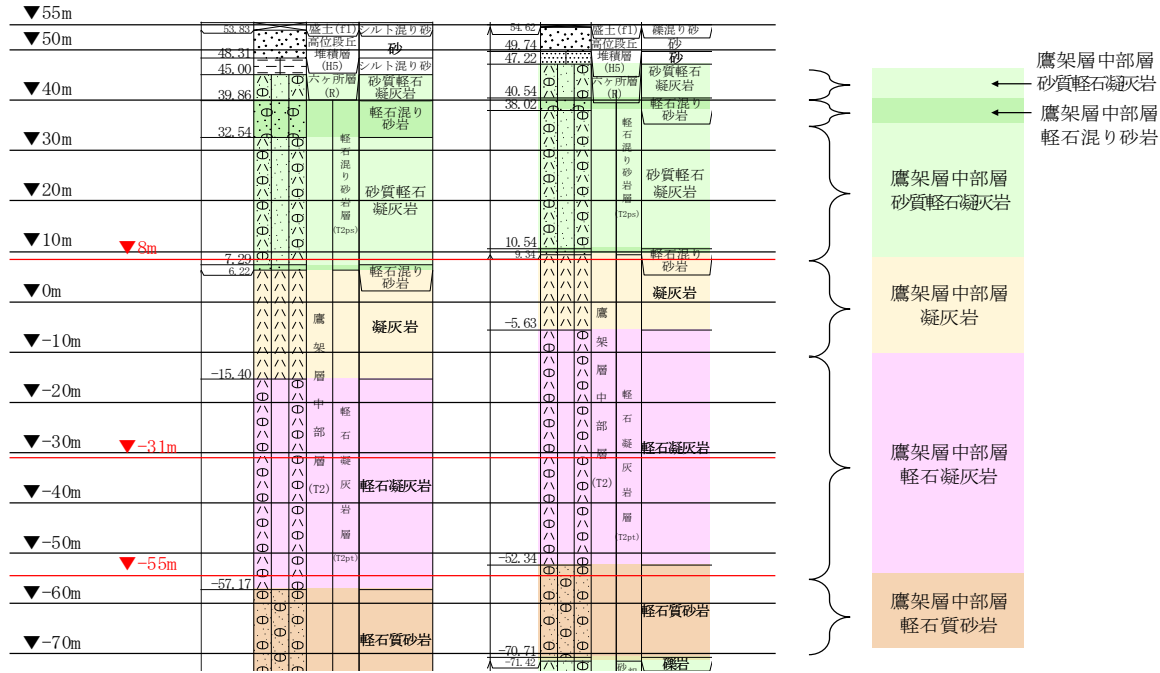 ▼55m
▼50m
▼40m
▼30m
▼20m
▼10m
▼8m
▼0m
▼-10m
▼-20m
▼-30m
▼-31m
▼-40m
▼-50m
▼-55m
▼-60m
▼-70m
53.83
48.31
45.00
39.86
32.54
7.29
6.22
-15.40
-57.17
盛土(f1)
高位段丘
堆積層
(H5)
六ヶ所層
(R)
軽石混り砂岩層
(T2ps)
鷹架層中部層
(T2)
軽石凝灰岩層
(T2pt)
シルト混り砂
砂
シルト混り砂
砂質軽石
凝灰岩
軽石混り
砂岩
砂質軽石
凝灰岩
軽石混り
砂岩
凝灰岩
軽石凝灰岩
軽石質砂岩
54.62
49.74
47.22
40.54
38.02
10.54
9.34
-5.63
-52.34
-70.71
-71.42
盛土(f1)
高位段丘
堆積層
(H5)
六ヶ所層
(R)
軽石混り砂岩層
(T2ps)
鷹架層中部層
(T2)
軽石凝灰岩層
(T2pt)
礫混り砂
砂
砂
砂質軽石
凝灰岩
軽石混り
砂岩
砂質軽石
凝灰岩
軽石混り
砂岩
凝灰岩
軽石凝灰岩
軽石質砂岩
礫岩
鷹架層中部層
砂質軽石凝灰岩
鷹架層中部層
軽石混り砂岩
鷹架層中部層
砂質軽石凝灰岩
鷹架層中部層
凝灰岩
鷹架層中部層
軽石凝灰岩
鷹架層中部層
軽石質砂岩